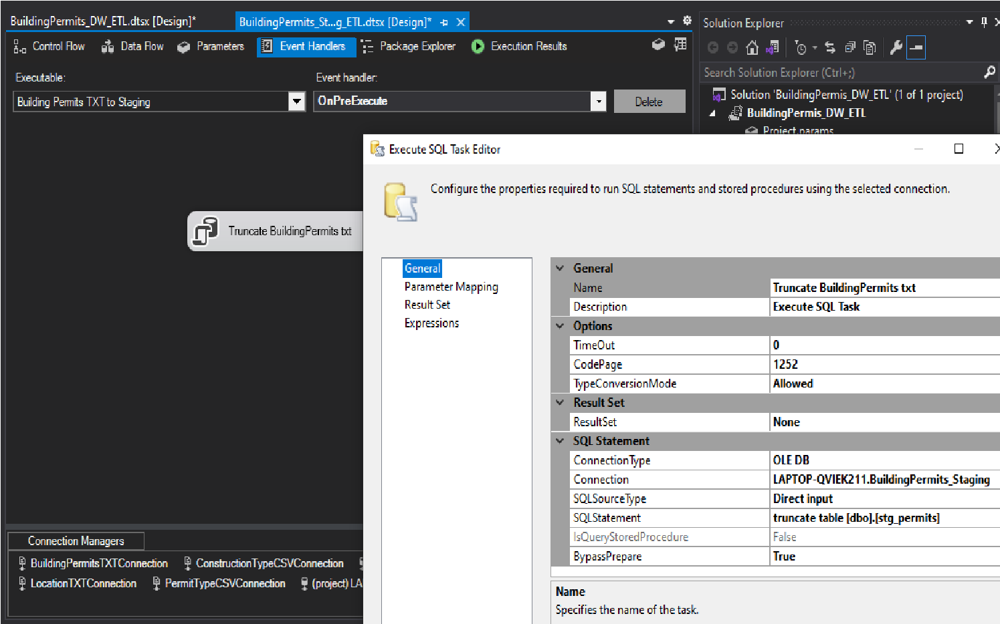 BuildingPermits_DW_ETL.dtsx [Design]*
BuildingPermits_St...g_ETL.dtsx [Design]*
Solution Explorer
Control Flow
Data Flow
Parameters
Event Handlers
Package Explorer
Execution Results
Search Solution Explorer (Ctrl+;)
Executable:
Event handler:
Building Permits TXT to Staging
OnPreExecute
Delete
Solution 'BuildingPermis_DW_ETL' (1 of 1 project)
BuildingPermis_DW_ETL
Project.params
Execute SQL Task Editor
Configure the properties required to run SQL statements and stored procedures using the selected connection.
Truncate BuildingPermits txt
General
Parameter Mapping
Result Set
Expressions
General
Name Truncate BuildingPermits txt
Description Execute SQL Task
Options
TimeOut 0
CodePage 1252
TypeConversionMode Allowed
Result Set
ResultSet None
SQL Statement
ConnectionType OLE DB
Connection LAPTOP-QVIEK211.BuildingPermits_Staging
SQLSourceType Direct input
SQLStatement truncate table [dbo].[stg_permits]
IsQueryStoredProcedure False
BypassPrepare True
Name
Specifies the name of the task.
Connection Managers
BuildingPermitsTXTConnection
ConstructionTypeCSVConnection
LocationTXTConnection
PermitTypeCSVConnection
(project) LA